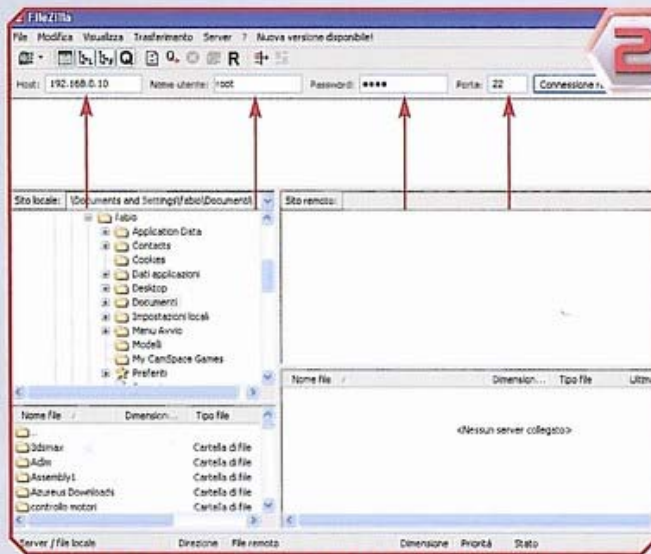 FileZilla
File Modifica Visualizza Trasferimento Server ? Nuova versione disponibile!
2
Host: 192.168.0.10 Nome utente: root Password: •••• Porta: 22 Connessione
Sito locale: \Documents and Settings\fabio\Documenti\ Sito remoto:
fabio
Application Data
Contacts
Cookies
Dati applicazioni
Desktop
Documenti
Impostazioni locali
Menu Avvio
Modelli
My CamSpace Games
Preferiti
Nome file / Dimension... Tipo file
..
3dsmax Cartella di file
Adm Cartella di file
Assembly1 Cartella di file
Azureus Downloads Cartella di file
controllo motori Cartella di file
Nome file / Dimension... Tipo file Ultim
<Nessun server collegato>
Server / file locale Direzione File remoto Dimensione Priorità Stato